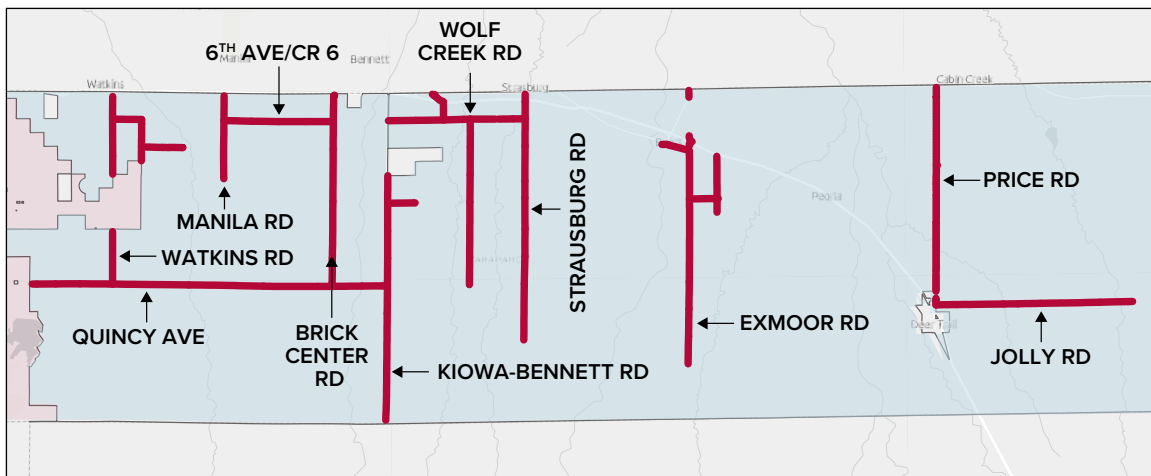 WOLF
CREEK RD
6TH AVE/CR 6
Manila
Bennett
Watkins
Strasburg
Cabin Creek
STRAUSBURG RD
PRICE RD
Peoria
MANILA RD
WATKINS RD
QUINCY AVE
BRICK
CENTER
RD
KIOWA-BENNETT RD
EXMOOR RD
Deer Trail
JOLLY RD